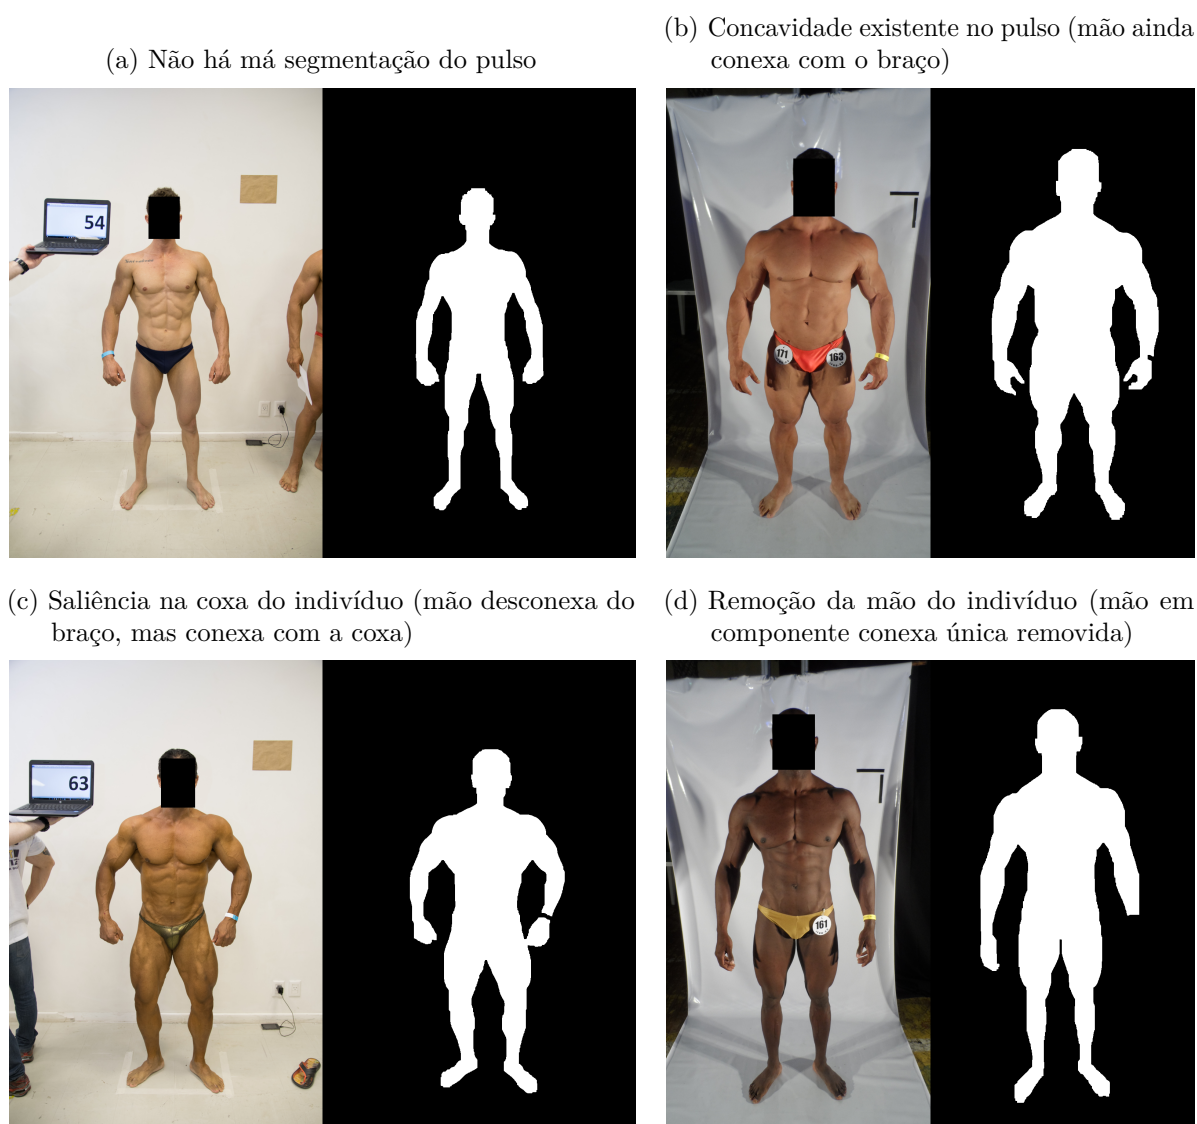 (a) Não há má segmentação do pulso
(b) Concavidade existente no pulso (mão ainda
conexa com o braço)
54
171
163
(c) Saliência na coxa do indivíduo (mão desconexa do
braço, mas conexa com a coxa)
(d) Remoção da mão do indivíduo (mão em
componente conexa única removida)
63
161